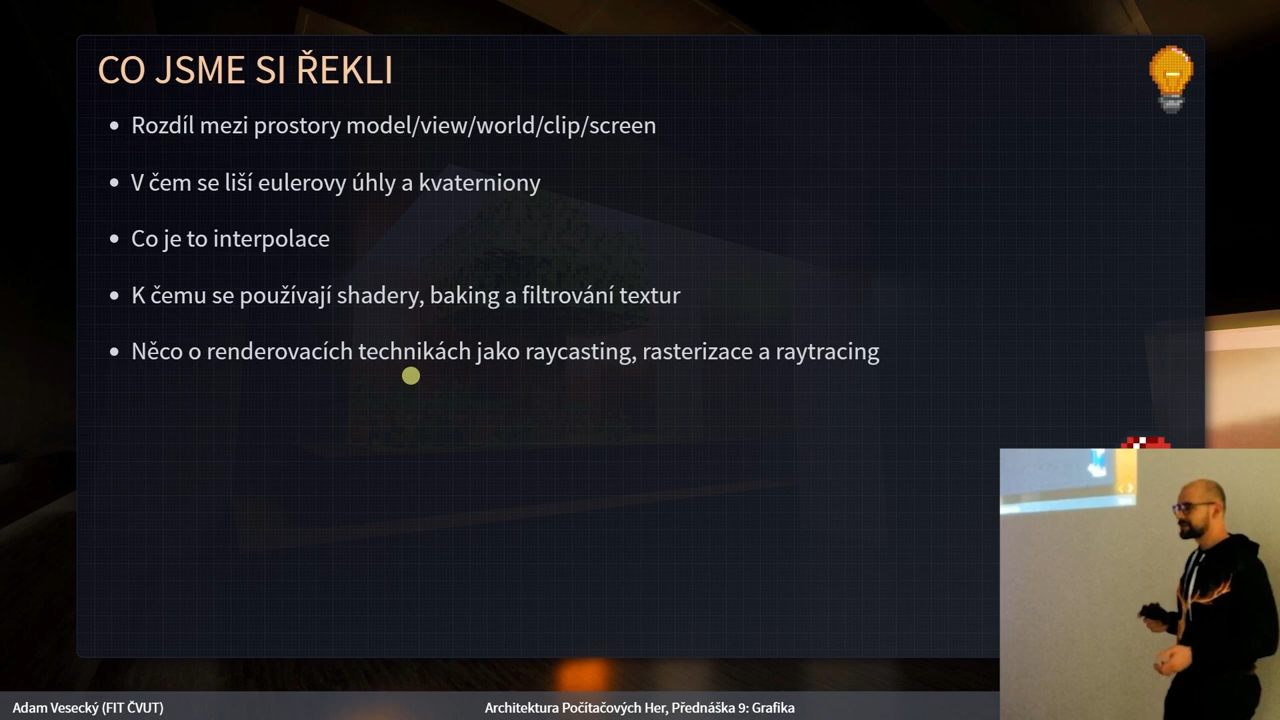 CO JSME SI ŘEKLI
Rozdíl mezi prostory model/view/world/clip/screen
V čem se liší eulerovy úhly a kvaterniony
Co je to interpolace
K čemu se používají shadery, baking a filtrování textur
Něco o renderovacích technikách jako raycasting, rasterizace a raytracing
Adam Vesecký (FIT ČVUT)
Architektura Počítačových Her, Přednáška 9: Grafika